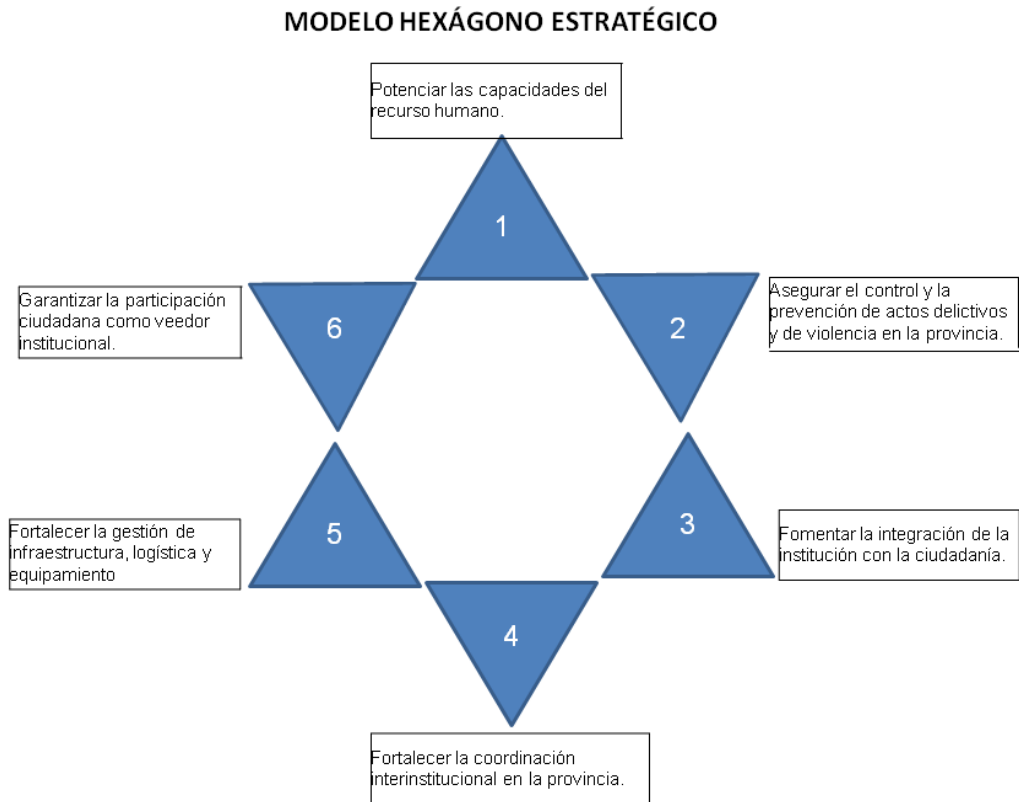 MODELO HEXÁGONO ESTRATÉGICO
Potenciar las capacidades del
recurso humano.
1
Garantizar la participación
ciudadana como veedor
institucional.
6
2
Asegurar el control y la
prevención de actos delictivos
y de violencia en la provincia.
Fortalecer la gestión de
infraestructura, logística y
equipamiento
5
3
Fomentar la integración de la
institución con la ciudadanía.
4
Fortalecer la coordinación
interinstitucional en la provincia.